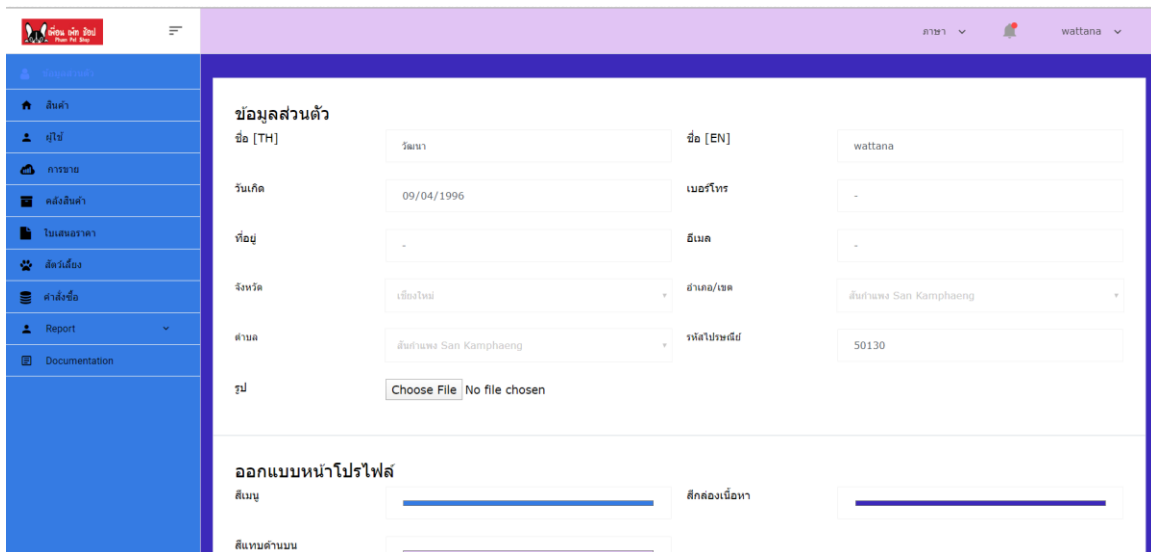 เพื่อน เพ็ท ช็อป
Phuen Pet Shop
ภาษา
wattana
ข้อมูลส่วนตัว
สินค้า
ผู้ใช้
การขาย
คลังสินค้า
ใบเสนอราคา
สัตว์เลี้ยง
คำสั่งซื้อ
Report
Documentation
ข้อมูลส่วนตัว
ชื่อ [TH] วัฒนา ชื่อ [EN] wattana
วันเกิด 09/04/1996 เบอร์โทร -
ที่อยู่ - อีเมล -
จังหวัด เชียงใหม่ อำเภอ/เขต สันกำแพง San Kamphaeng
ตำบล สันกำแพง San Kamphaeng รหัสไปรษณีย์ 50130
รูป Choose File No file chosen
ออกแบบหน้าโปรไฟล์
สีเมนู สีกล่องเนื้อหา
สีแทบด้านบน